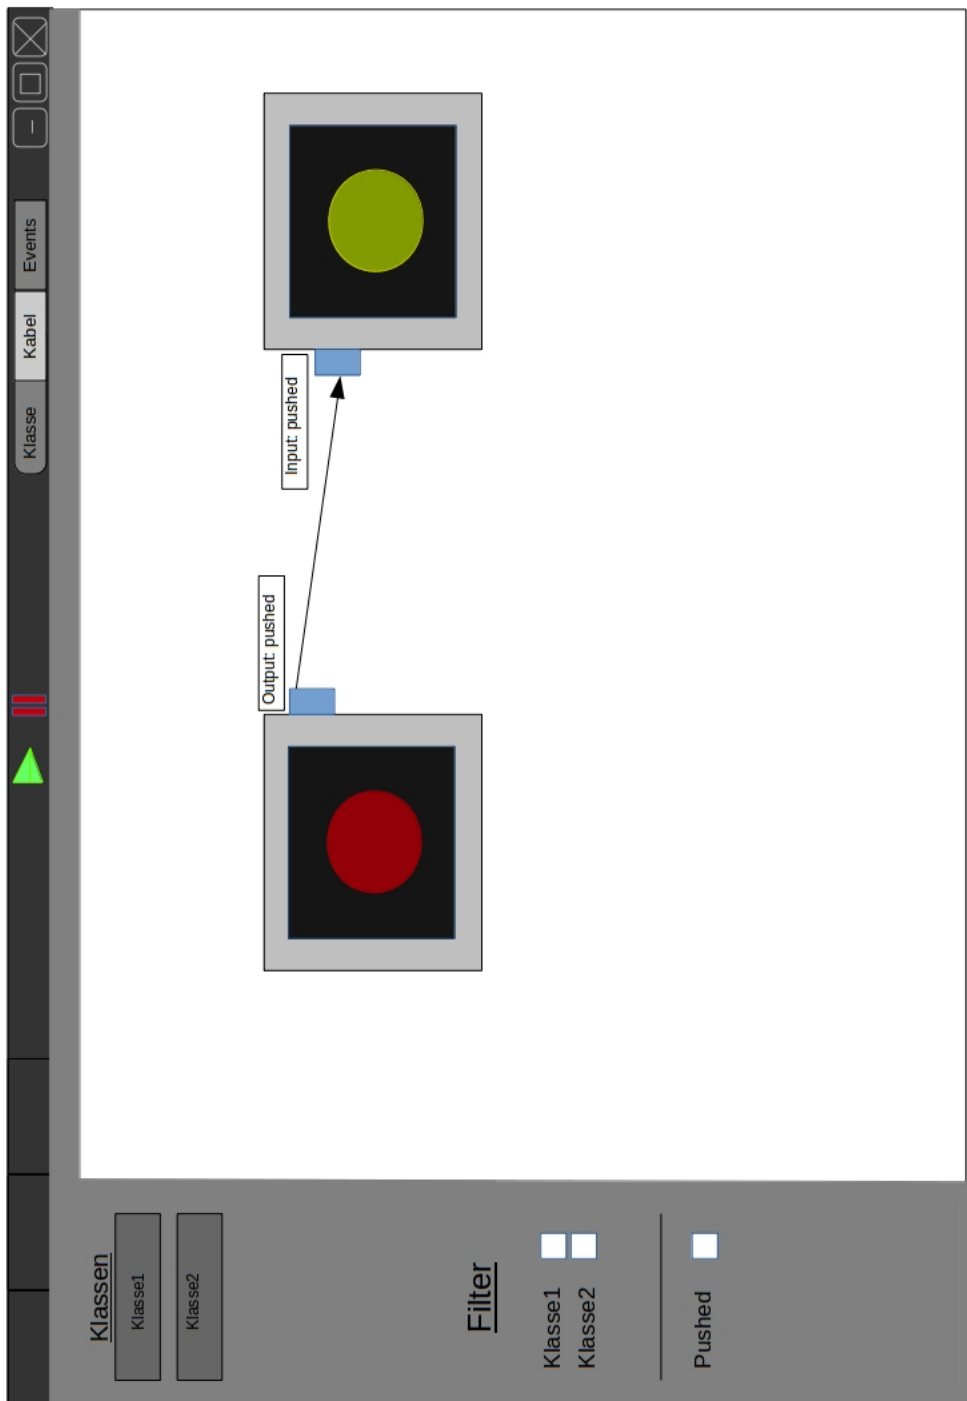 Klasse
Kabel
Events
Klassen
Klasse1
Klasse2
Output: pushed
Input: pushed
Filter
Klasse1
Klasse2
Pushed